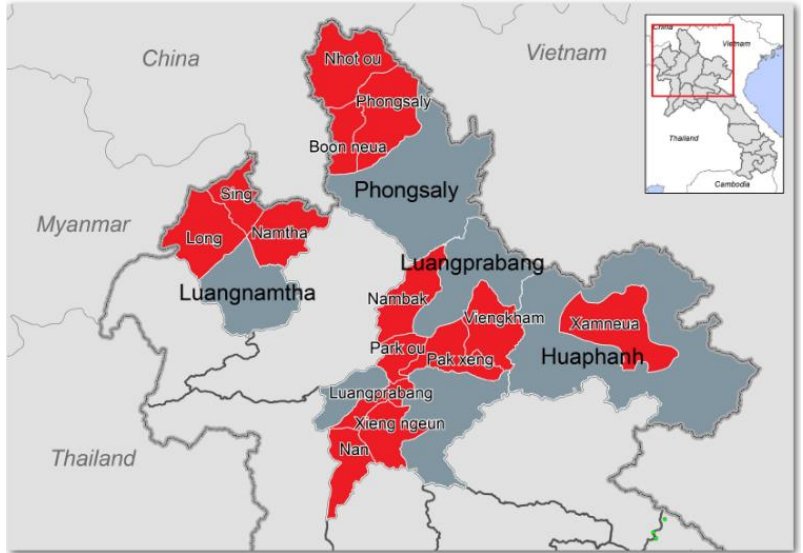 China
Vietnam
Nhot ou
Phongsaly
Boon neua
Phongsaly
Sing
Myanmar
Long
Namtha
Luangprabang
Luangnamtha
Nambak
Viengkham
Xamneua
Park ou
Pak xeng
Huaphanh
Luangprabang
Xieng ngeun
Nan
Thailand
China
Vietnam
Thailand
Cambodia